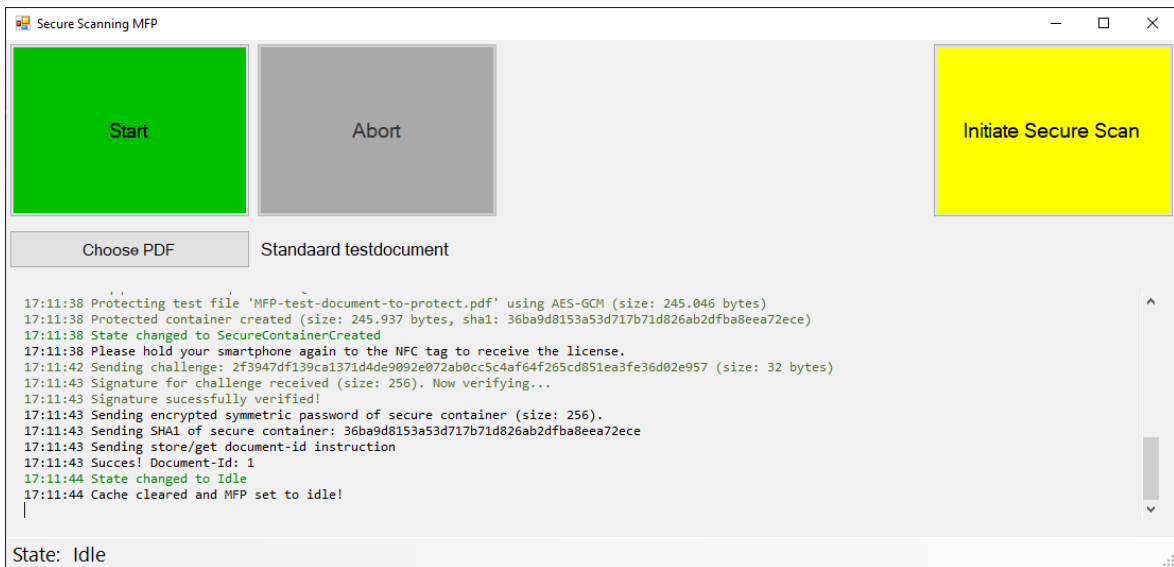 Secure Scanning MFP
Start
Abort
Initiate Secure Scan
Choose PDF
Standaard testdocument
17:11:38 Protecting test file 'MFP-test-document-to-protect.pdf' using AES-GCM (size: 245.046 bytes)
17:11:38 Protected container created (size: 245.937 bytes, sha1: 36ba9d8153a53d717b71d826ab2dfba8eea72ece)
17:11:38 State changed to SecureContainerCreated
17:11:38 Please hold your smartphone again to the NFC tag to receive the license.
17:11:42 Sending challenge: 2f3947df139ca1371d4de9092e072ab0cc5c4af64f265cd851ea3fe36d02e957 (size: 32 bytes)
17:11:43 Signature for challenge received (size: 256). Now verifying...
17:11:43 Signature sucessfully verified!
17:11:43 Sending encrypted symmetric password of secure container (size: 256).
17:11:43 Sending SHA1 of secure container: 36ba9d8153a53d717b71d826ab2dfba8eea72ece
17:11:43 Sending store/get document-id instruction
17:11:43 Succes! Document-Id: 1
17:11:44 State changed to Idle
17:11:44 Cache cleared and MFP set to idle!
State: Idle